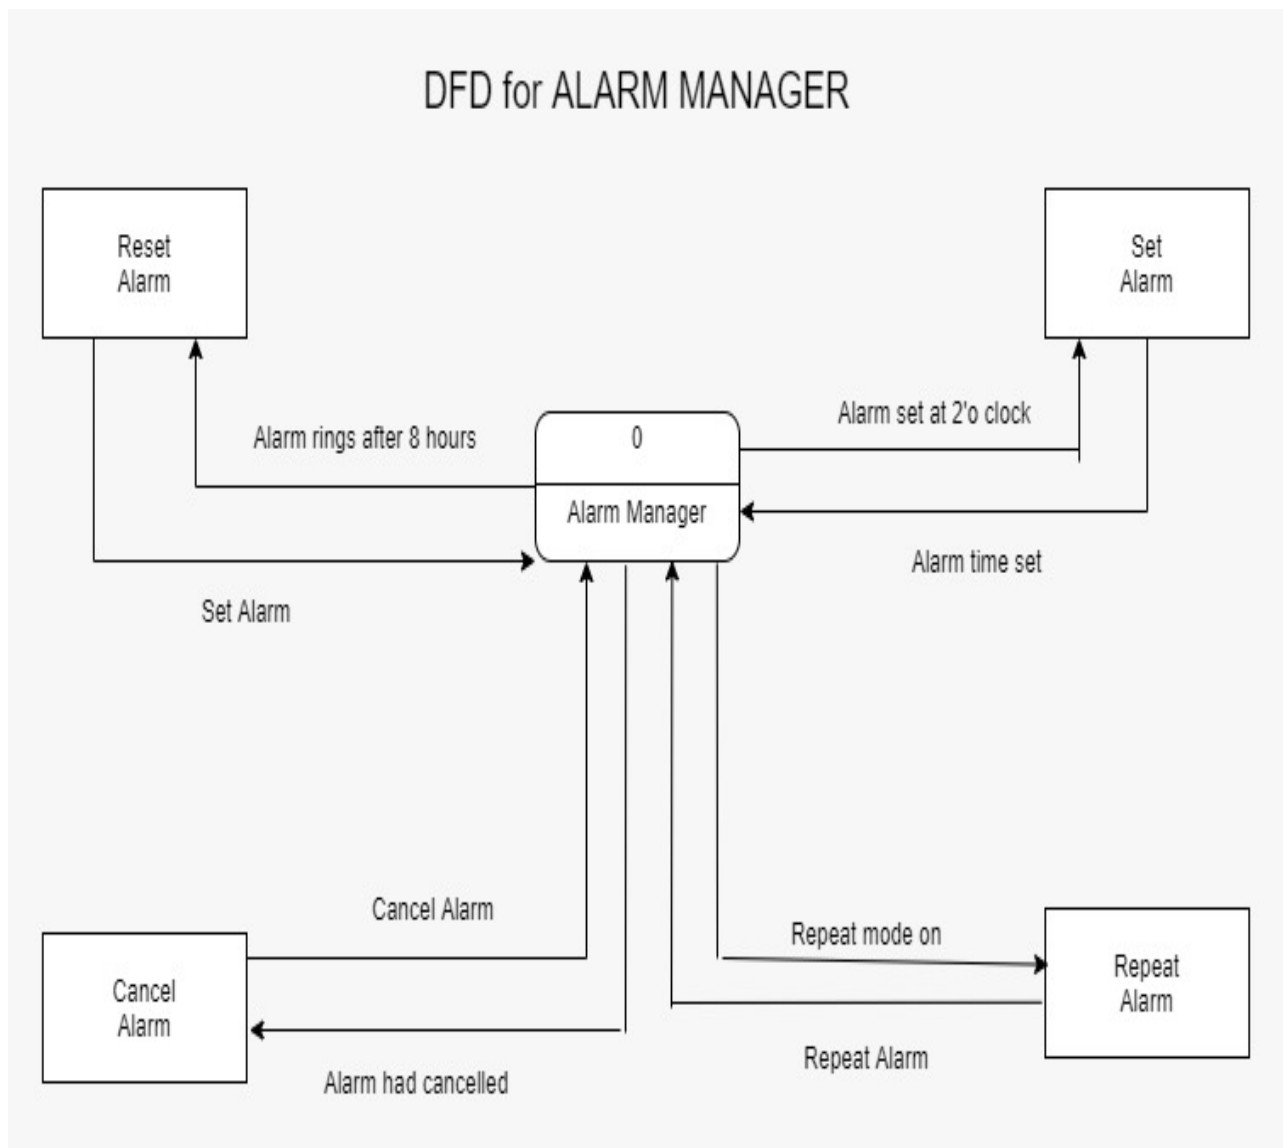 DFD for ALARM MANAGER
Reset
Alarm
Set
Alarm
Alarm set at 2'o clock
Alarm rings after 8 hours
0
Alarm Manager
Alarm time set
Set Alarm
Cancel Alarm
Repeat mode on
Cancel
Alarm
Repeat
Alarm
Repeat Alarm
Alarm had cancelled